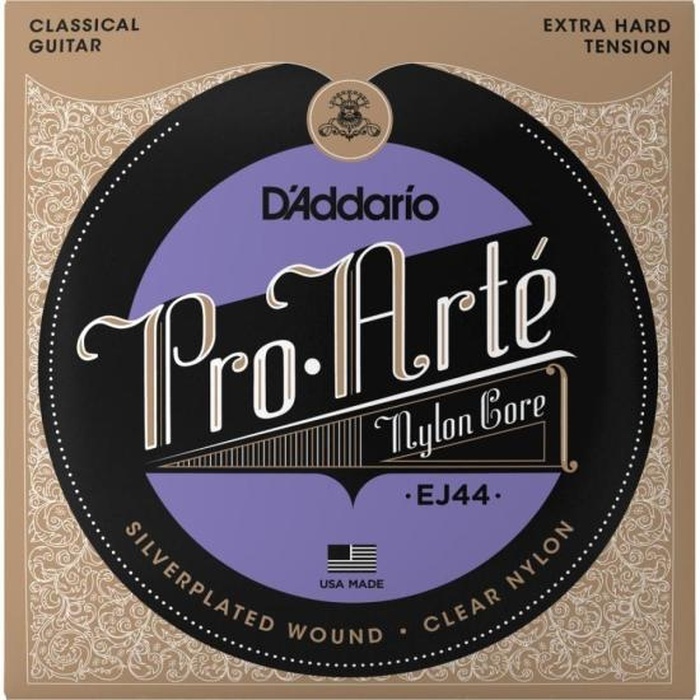 CLASSICAL
GUITAR
EXTRA HARD
TENSION
D'Addario
Pro·Arté
Nylon Core
·EJ44·
USA MADE
SILVERPLATED WOUND · CLEAR NYLON